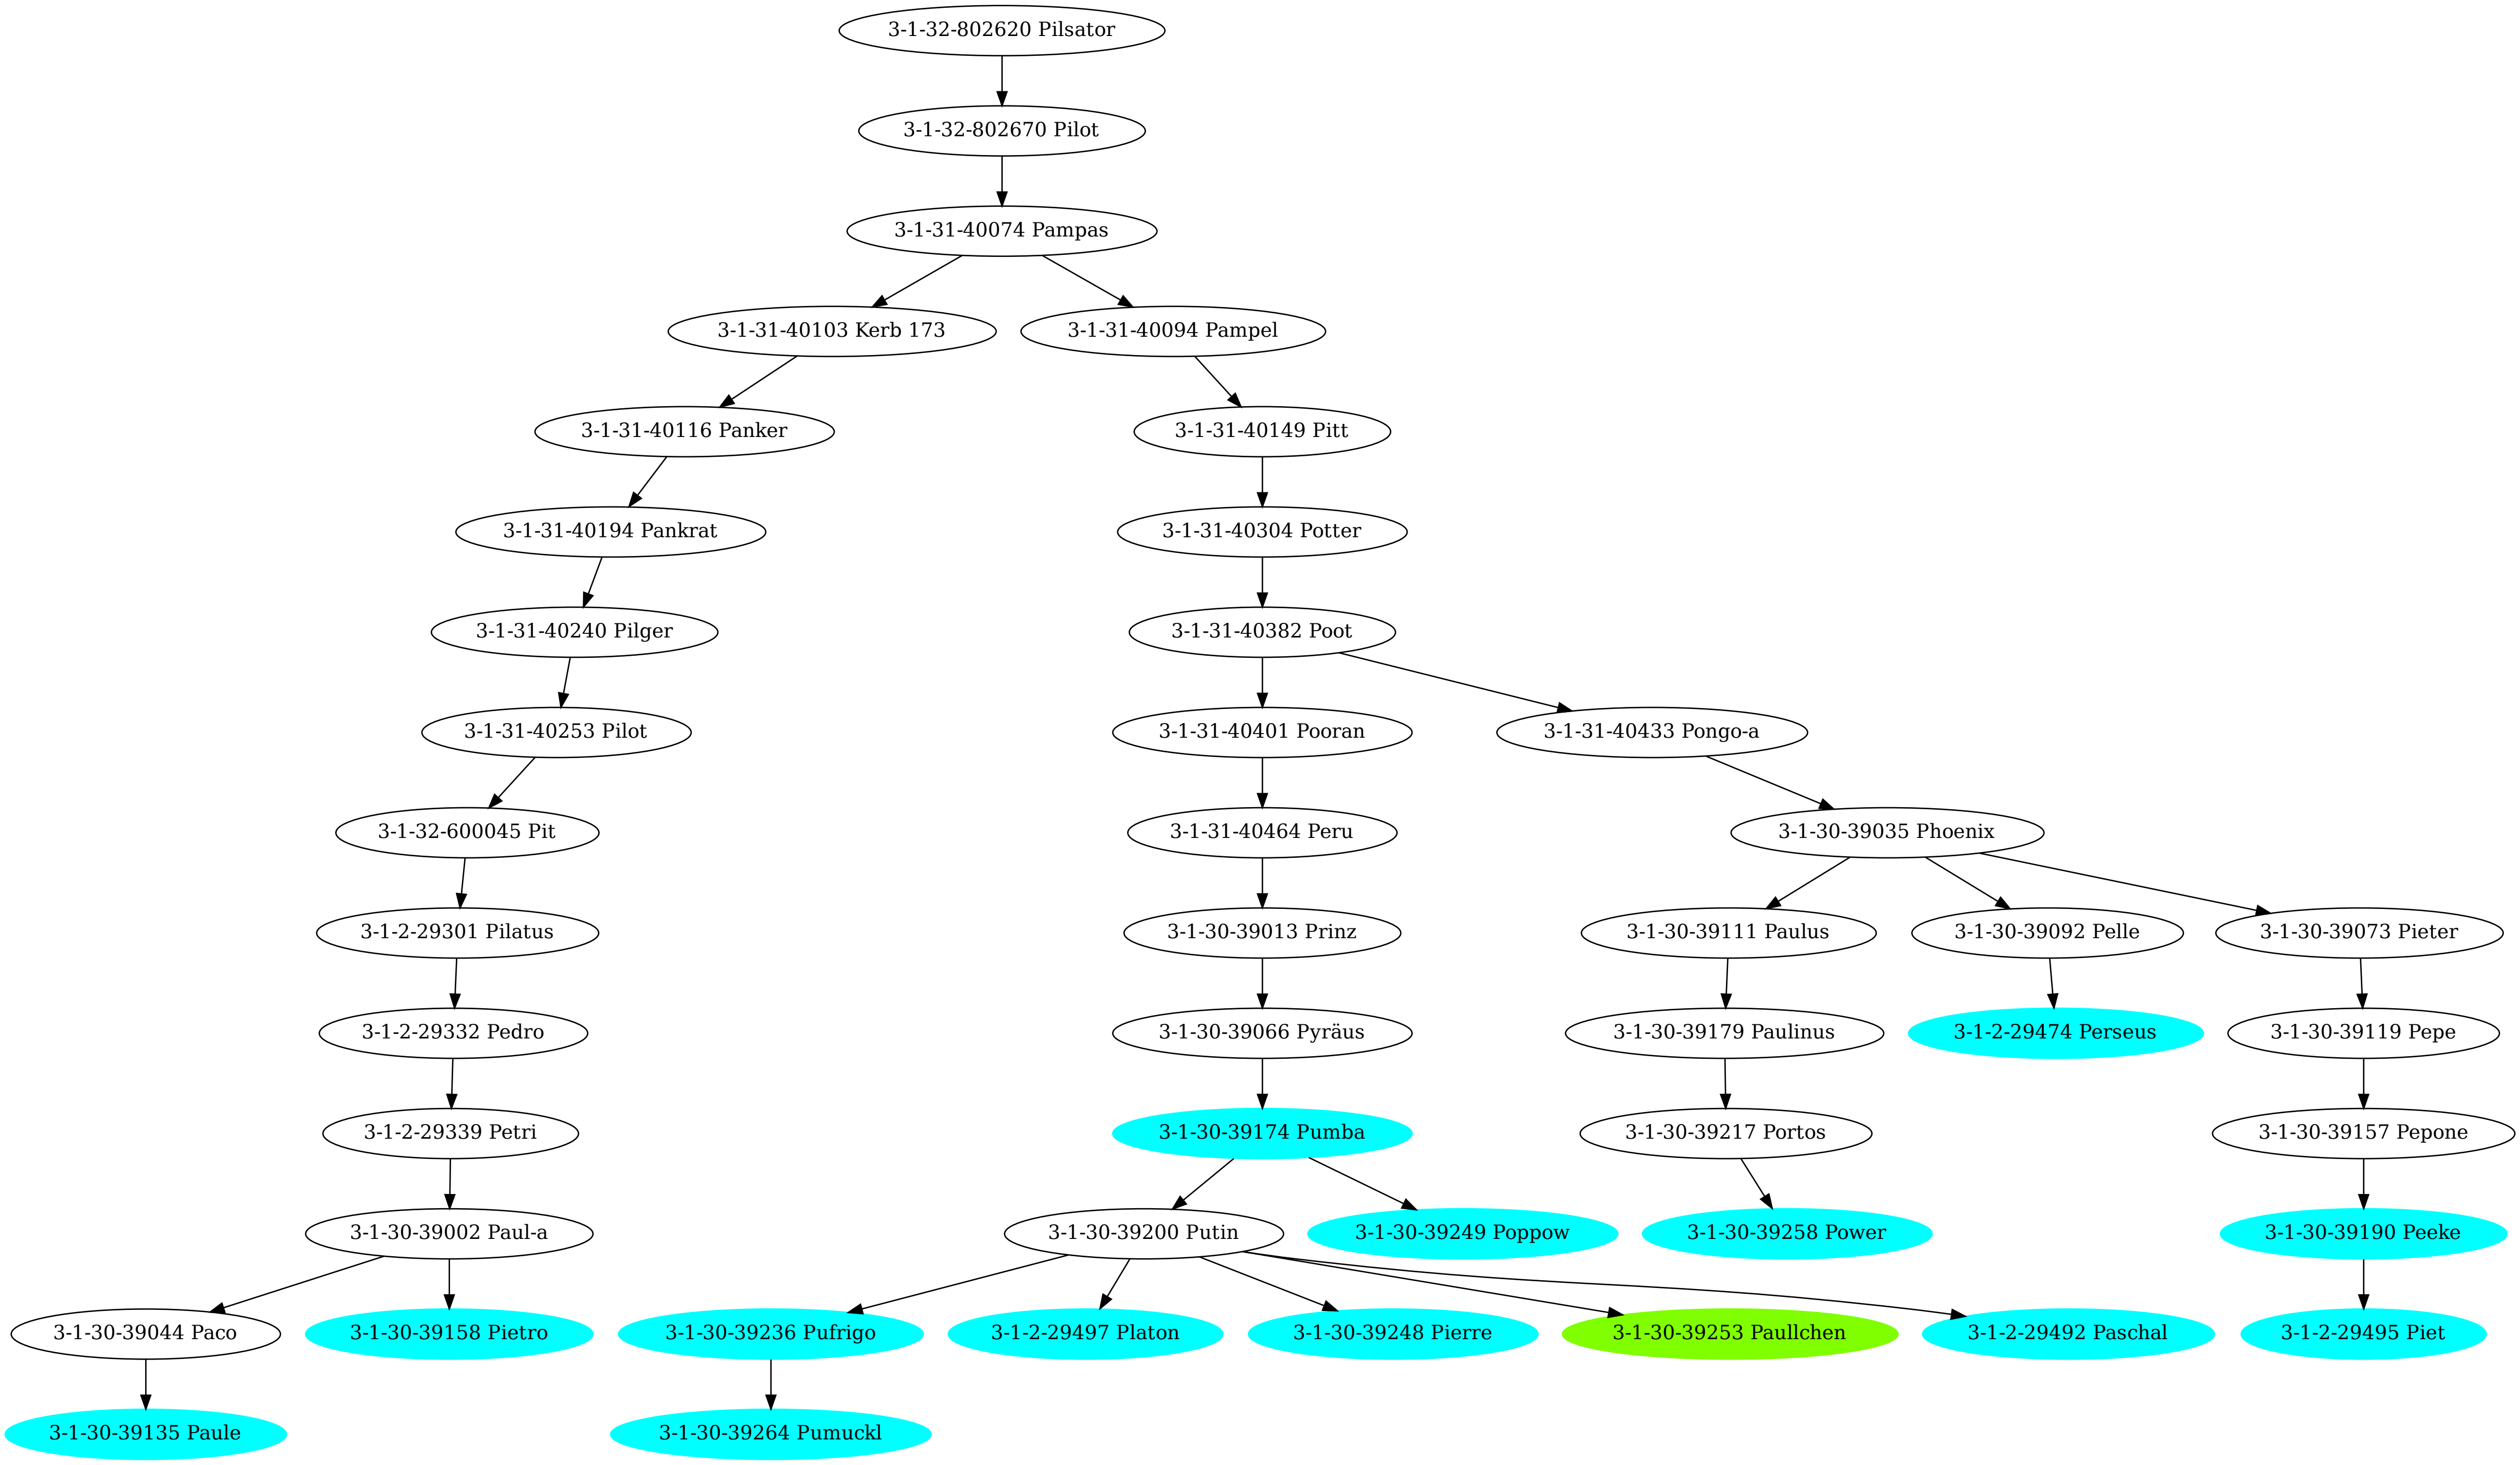 3-1-32-802620 Pilsator
3-1-32-802670 Pilot
3-1-31-40074 Pampas
3-1-31-40103 Kerb 173
3-1-31-40094 Pampel
3-1-31-40116 Panker
3-1-31-40149 Pitt
3-1-31-40194 Pankrat
3-1-31-40304 Potter
3-1-31-40240 Pilger
3-1-31-40382 Poot
3-1-31-40253 Pilot
3-1-31-40401 Pooran
3-1-31-40433 Pongo-a
3-1-32-600045 Pit
3-1-31-40464 Peru
3-1-30-39035 Phoenix
3-1-2-29301 Pilatus
3-1-30-39013 Prinz
3-1-30-39111 Paulus
3-1-30-39092 Pelle
3-1-30-39073 Pieter
3-1-2-29332 Pedro
3-1-30-39066 Pyräus
3-1-30-39179 Paulinus
3-1-2-29474 Perseus
3-1-30-39119 Pepe
3-1-2-29339 Petri
3-1-30-39174 Pumba
3-1-30-39217 Portos
3-1-30-39157 Pepone
3-1-30-39002 Paul-a
3-1-30-39200 Putin
3-1-30-39249 Poppow
3-1-30-39258 Power
3-1-30-39190 Peeke
3-1-30-39044 Paco
3-1-30-39158 Pietro
3-1-30-39236 Pufrigo
3-1-2-29497 Platon
3-1-30-39248 Pierre
3-1-30-39253 Paullchen
3-1-2-29492 Paschal
3-1-2-29495 Piet
3-1-30-39135 Paule
3-1-30-39264 Pumuckl